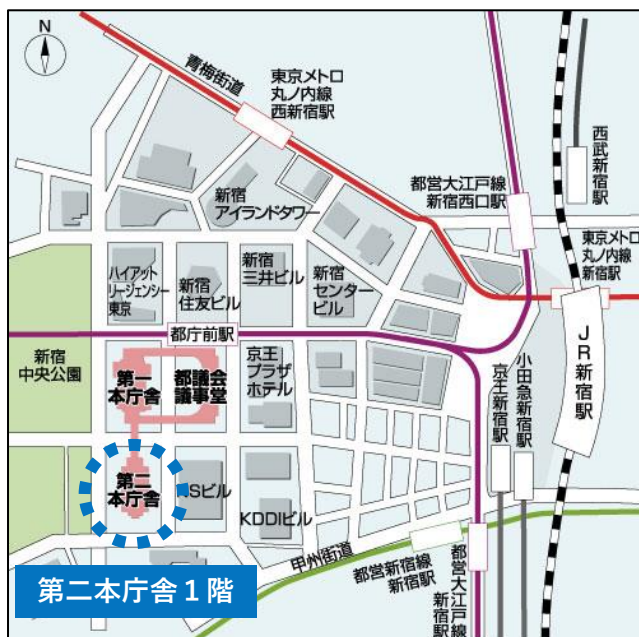 N
青梅街道
東京メトロ
丸ノ内線
西新宿駅
西武新宿駅
都営大江戸線
新宿西口駅
新宿
アイランドタワー
東京メトロ
丸ノ内線
新宿駅
ハイアット
リージェンシー
東京
新宿
住友ビル
新宿
三井ビル
新宿
センター
ビル
都庁前駅
JR新宿駅
新宿
中央公園
第一
本庁舎
都議会
議事堂
京王
プラザ
ホテル
小田急新宿駅
京王新宿駅
第二
本庁舎
NSビル
KDDIビル
甲州街道
都営新宿線
新宿駅
都営大江戸線
新宿駅
第二本庁舎1階